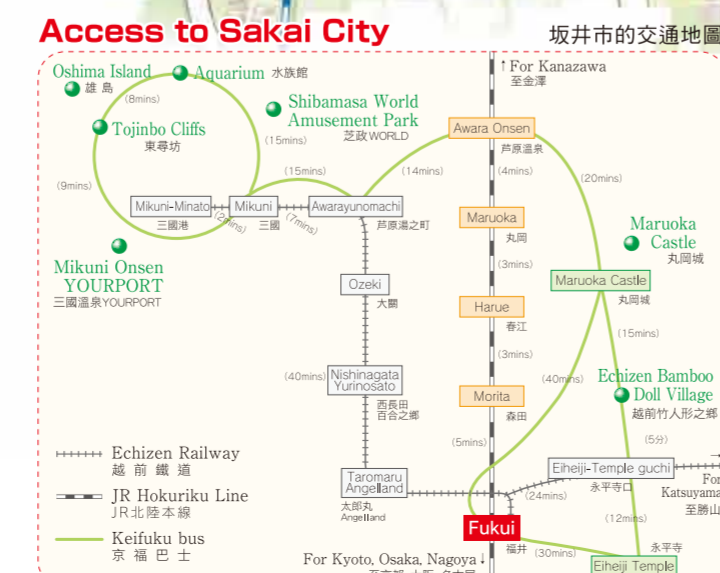 Access to Sakai City
坂井市的交通地圖
Oshima Island
雄島
Aquarium 水族館
(8mins)
Tojinbo Cliffs
東尋坊
Shibamasa World
Amusement Park
芝政WORLD
↑For Kanazawa
至金澤
Awara Onsen
芦原温泉
(15mins)
(15mins)
(14mins)
(4mins)
(20mins)
(9mins)
Mikuni-Minato
三國港
(2mins)
Mikuni
三國
(7mins)
Awarayunomachi
芦原湯之町
Maruoka
丸岡
Maruoka
Castle
丸岡城
Mikuni Onsen
YOURPORT
三國温泉YOURPORT
(3mins)
Ozeki
大關
Maruoka Castle
丸岡城
Harue
春江
(15mins)
(3mins)
(40mins)
Nishinagata
Yurinosato
西長田
百合之鄉
(40mins)
Echizen Bamboo
Doll Village
越前竹人形之鄉
Morita
森田
(5分)
(5mins)
Echizen Railway
越前鐵道
JR Hokuriku Line
JR北陸本線
Keifuku bus
京福巴士
Taromaru
Angelland
太郎丸
Angelland
Eiheiji-Temple guchi
永平寺口
→
For
Katsuyama
至勝山
(24mins)
(12mins)
Fukui
福井
(30mins)
永平寺
Eiheiji Temple
For Kyoto, Osaka, Nagoya↓